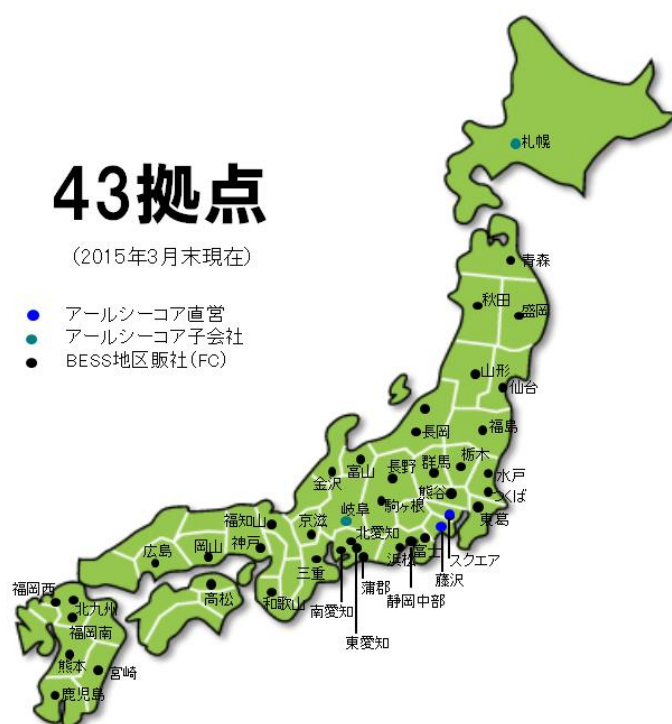 43拠点
(2015年3月末現在)
アールシーコア直営
アールシーコア子会社
BESS地区販社(FC)
札幌
青森
秋田
盛岡
山形
仙台
長岡
福島
栃木
群馬
富山
長野
水戸
金沢
熊谷
つくば
駒ヶ根
岐阜
東葛
福知山
京滋
北愛知
スクエア
神戸
浜松
富士
藤沢
広島
岡山
三重
蒲郡
静岡中部
南愛知
東愛知
高松
和歌山
福岡西
北九州
福岡南
熊本
宮崎
鹿児島